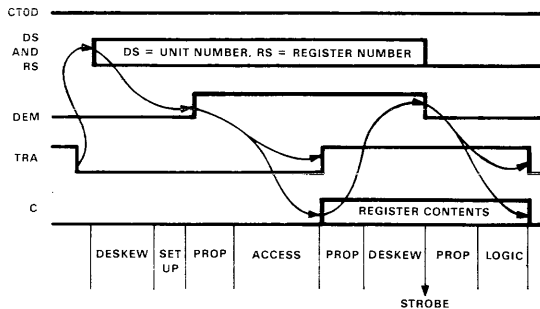 CTOD
DS
AND
RS
DS = UNIT NUMBER, RS = REGISTER NUMBER
DEM
TRA
C
REGISTER CONTENTS
DESKEW
SET
UP
PROP
ACCESS
PROP
DESKEW
PROP
LOGIC
STROBE